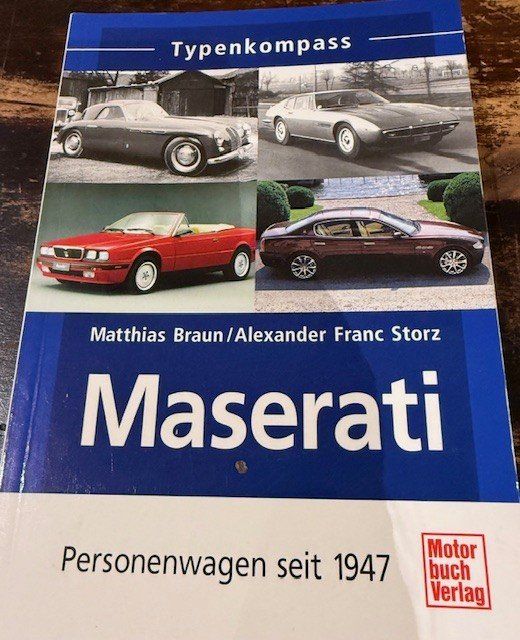 Typenkompass
Matthias Braun/Alexander Franc Storz
Maserati
Personenwagen seit 1947
Motor
buch
Verlag